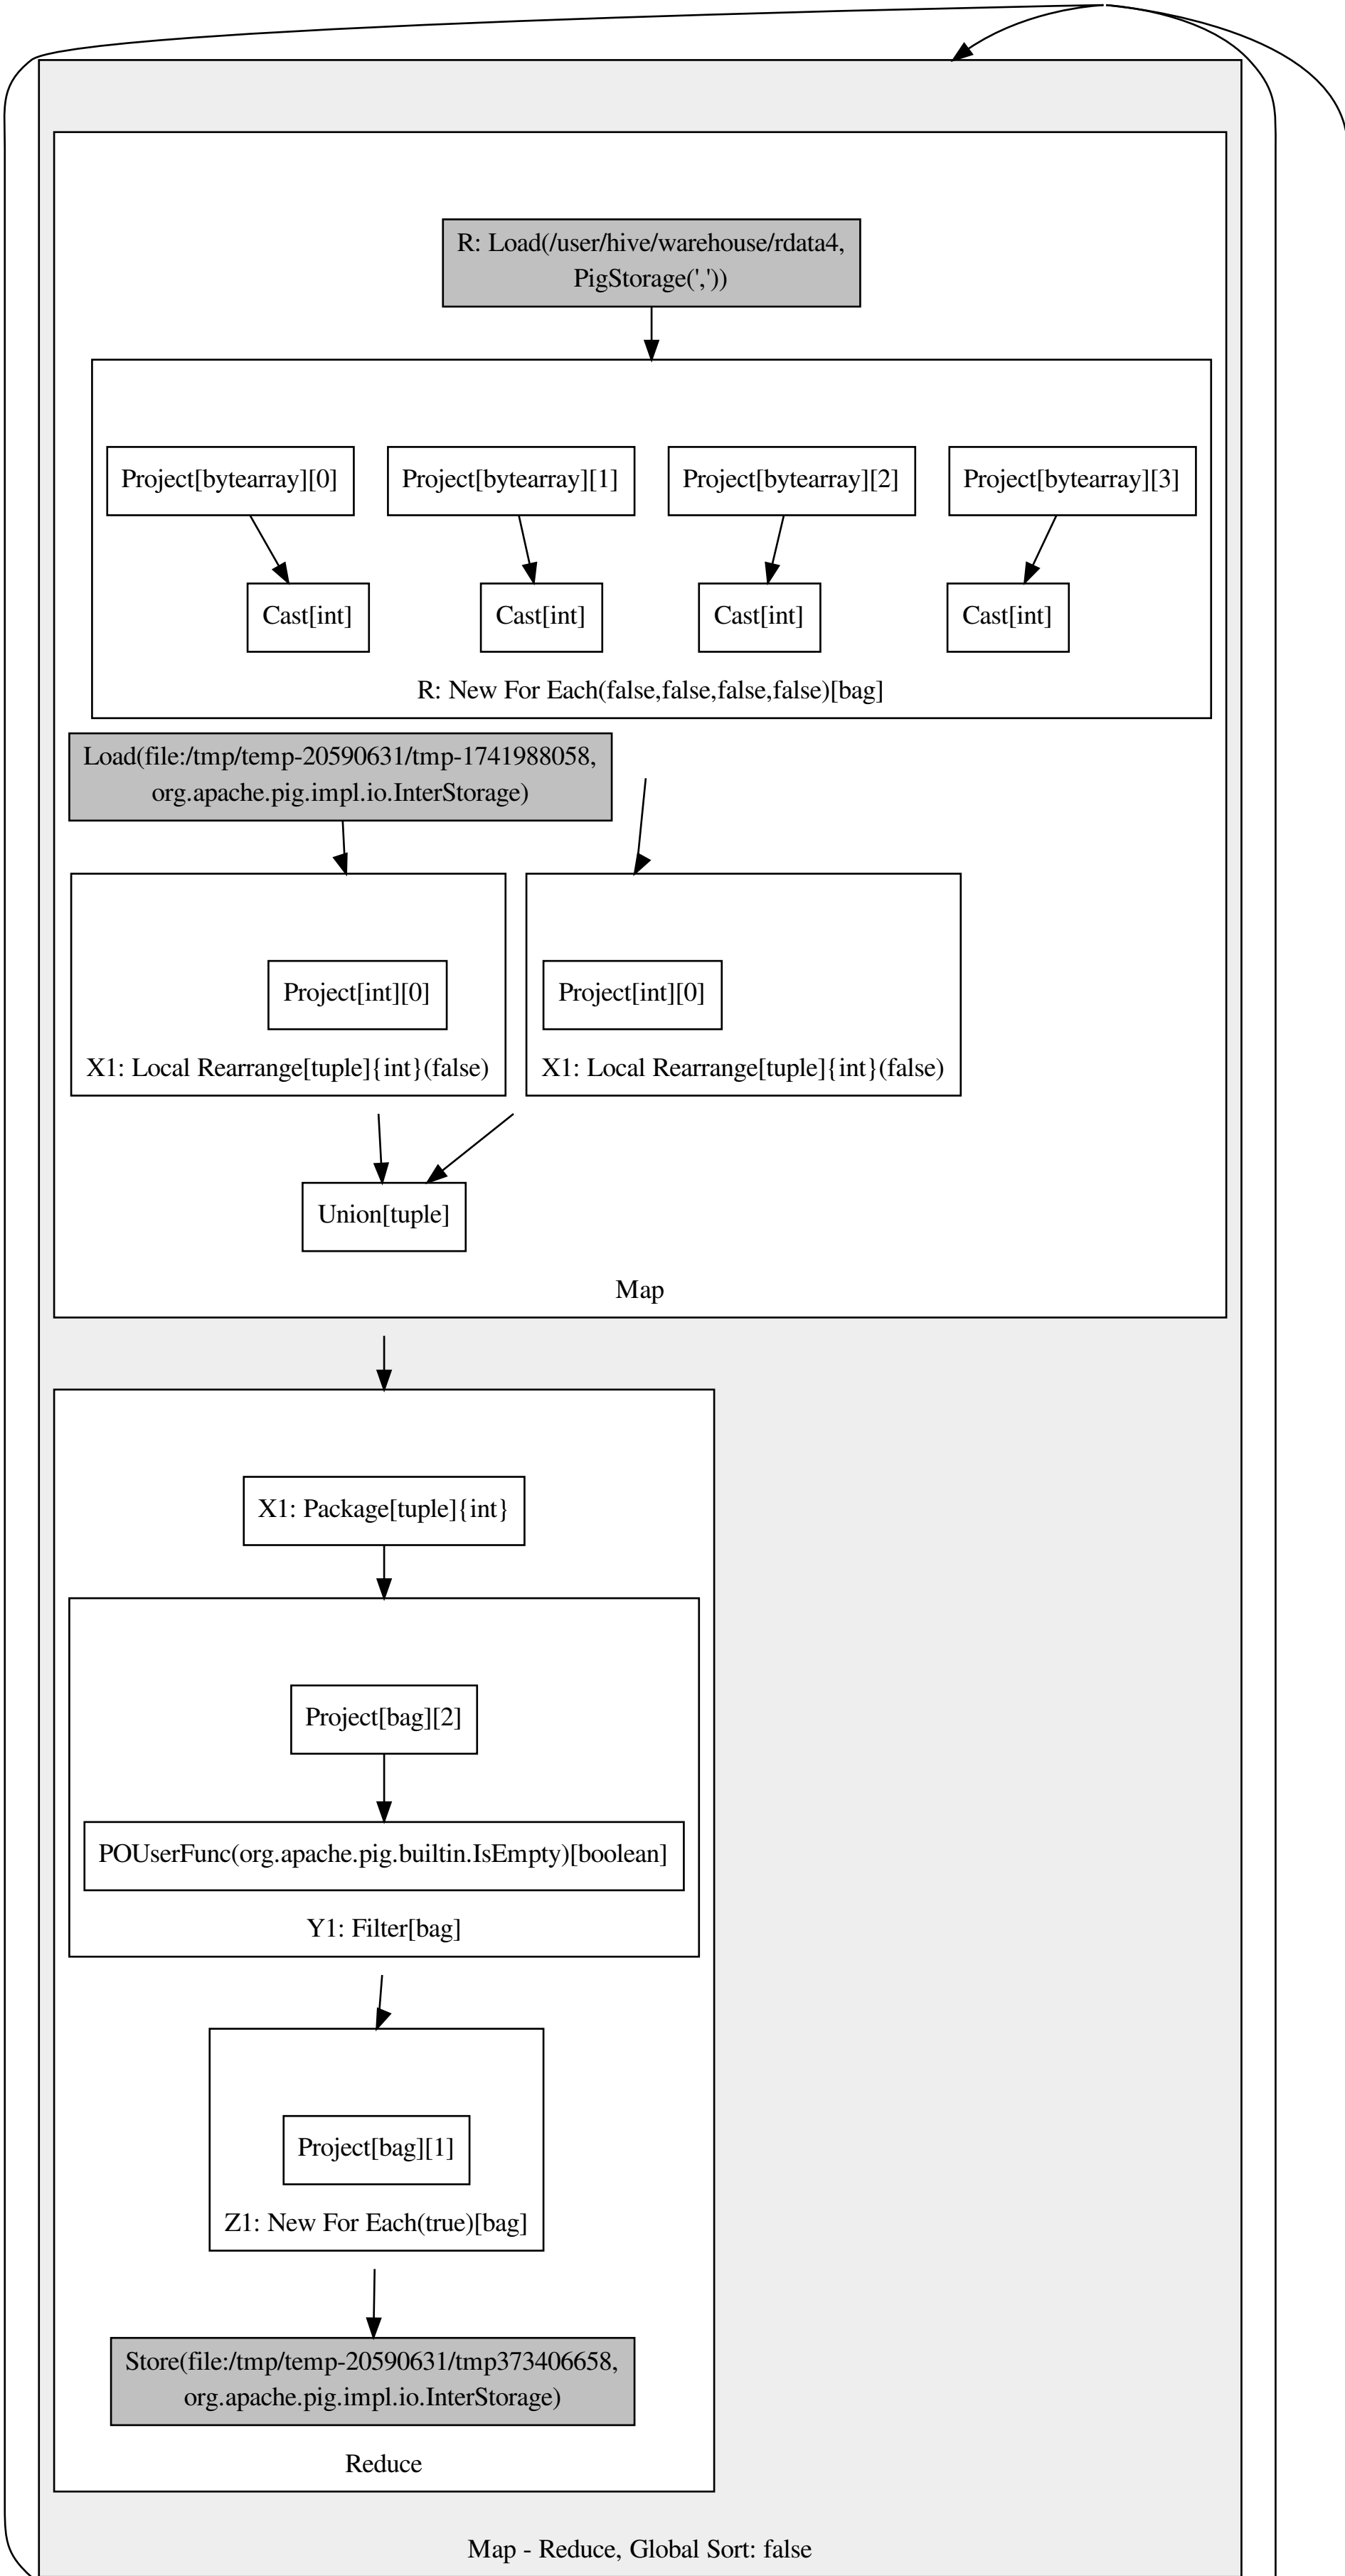 R: Load(/user/hive/warehouse/rdata4,
PigStorage(','))
Project[bytearray][0]
Project[bytearray][1]
Project[bytearray][2]
Project[bytearray][3]
Cast[int]
Cast[int]
Cast[int]
Cast[int]
R: New For Each(false,false,false,false)[bag]
Load(file:/tmp/temp-20590631/tmp-1741988058,
org.apache.pig.impl.io.InterStorage)
Project[int][0]
X1: Local Rearrange[tuple]{int}(false)
Project[int][0]
X1: Local Rearrange[tuple]{int}(false)
Union[tuple]
Map
X1: Package[tuple]{int}
Project[bag][2]
POUserFunc(org.apache.pig.builtin.IsEmpty)[boolean]
Y1: Filter[bag]
Project[bag][1]
Z1: New For Each(true)[bag]
Store(file:/tmp/temp-20590631/tmp373406658,
org.apache.pig.impl.io.InterStorage)
Reduce
Map - Reduce, Global Sort: false